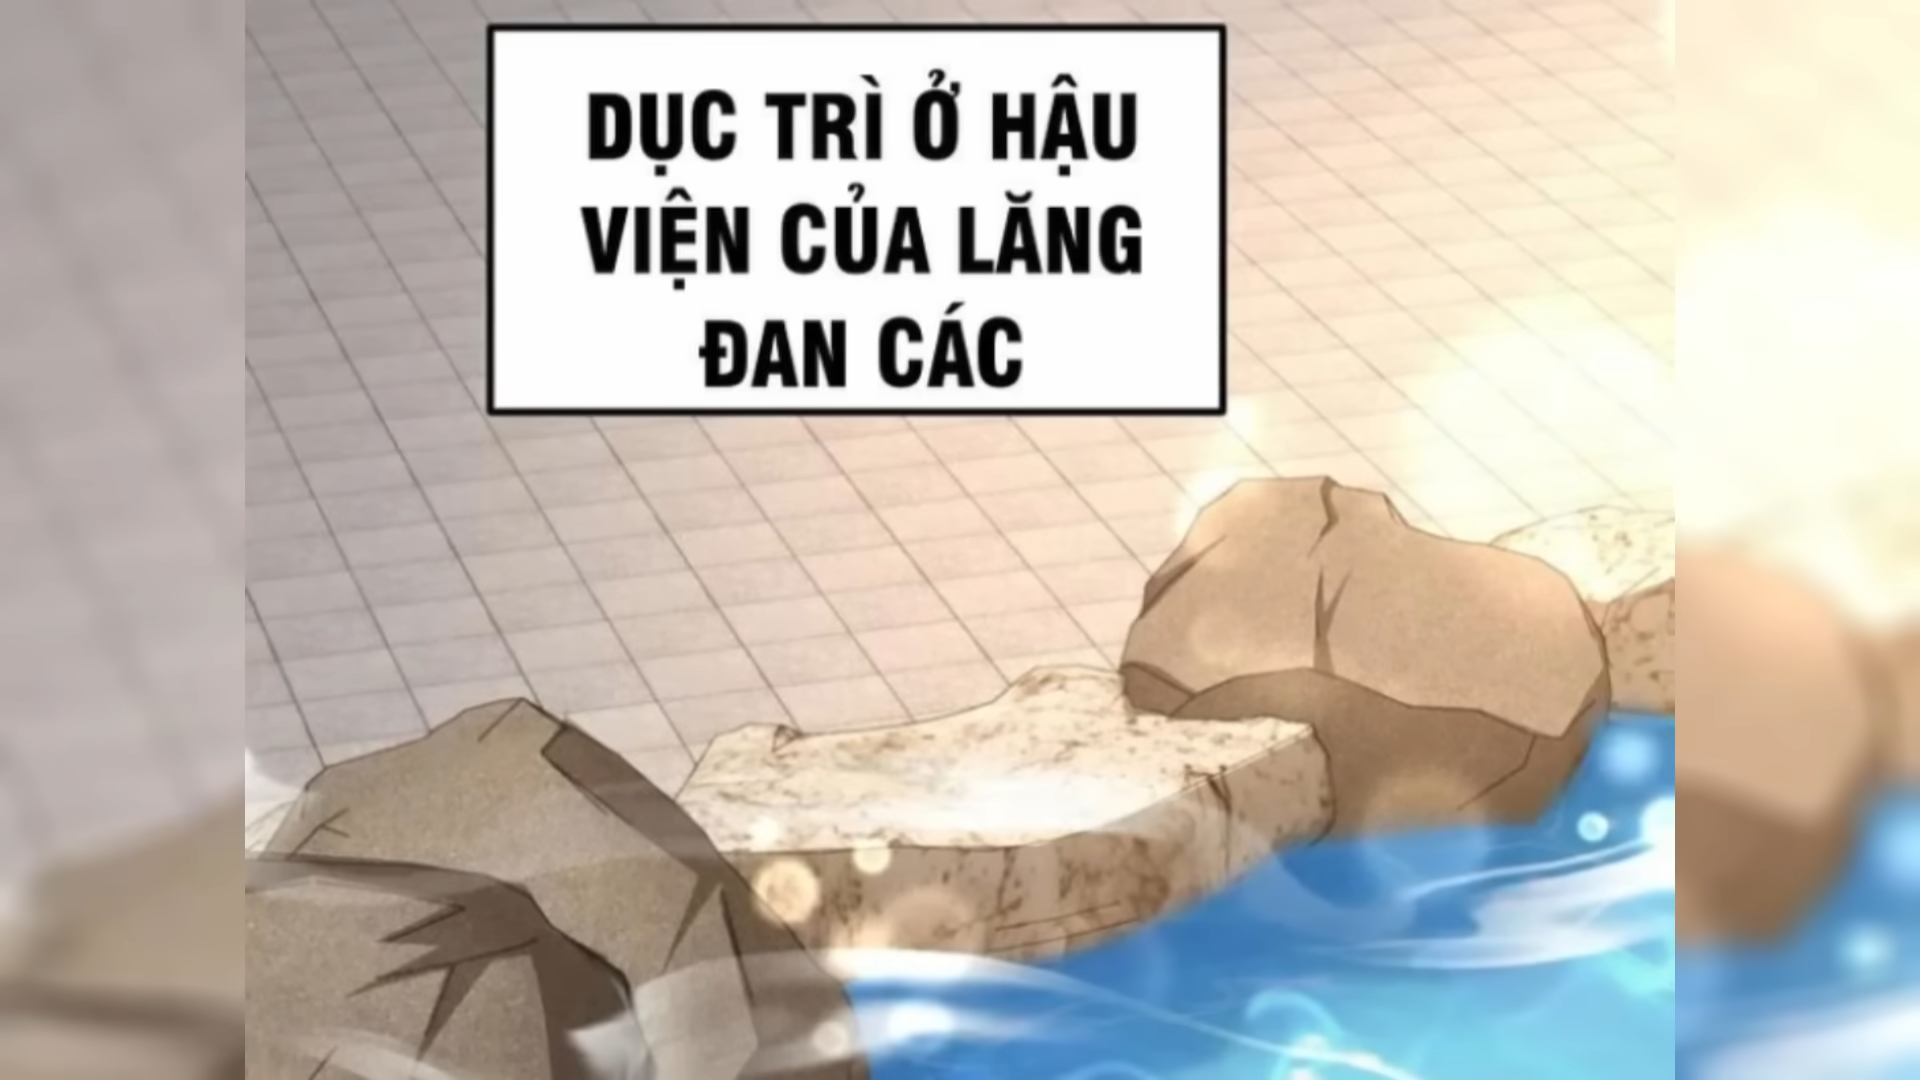 DỤC TRÌ Ở HẬU
VIỆN CỦA LĂNG
ĐAN CÁC